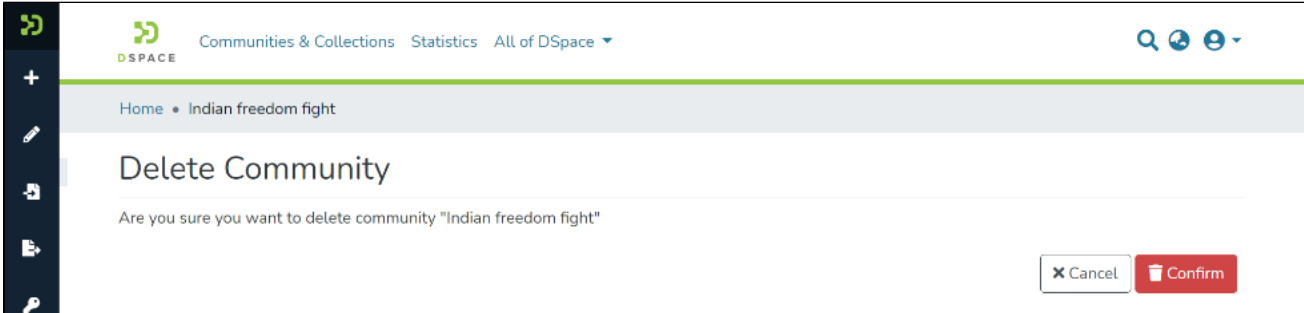 DSPACE
Communities & Collections Statistics All of DSpace
Home • Indian freedom fight
Delete Community
Are you sure you want to delete community "Indian freedom fight"
Cancel Confirm